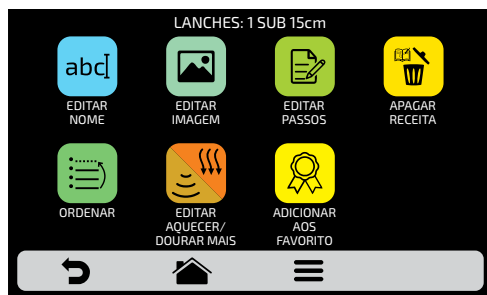 LANCHES: 1 SUB 15cm
abc
EDITAR
NOME
EDITAR
IMAGEM
EDITAR
PASSOS
APAGAR
RECEITA
ORDENAR
EDITAR
AQUECER/
DOURAR MAIS
ADICIONAR
AOS
FAVORITO